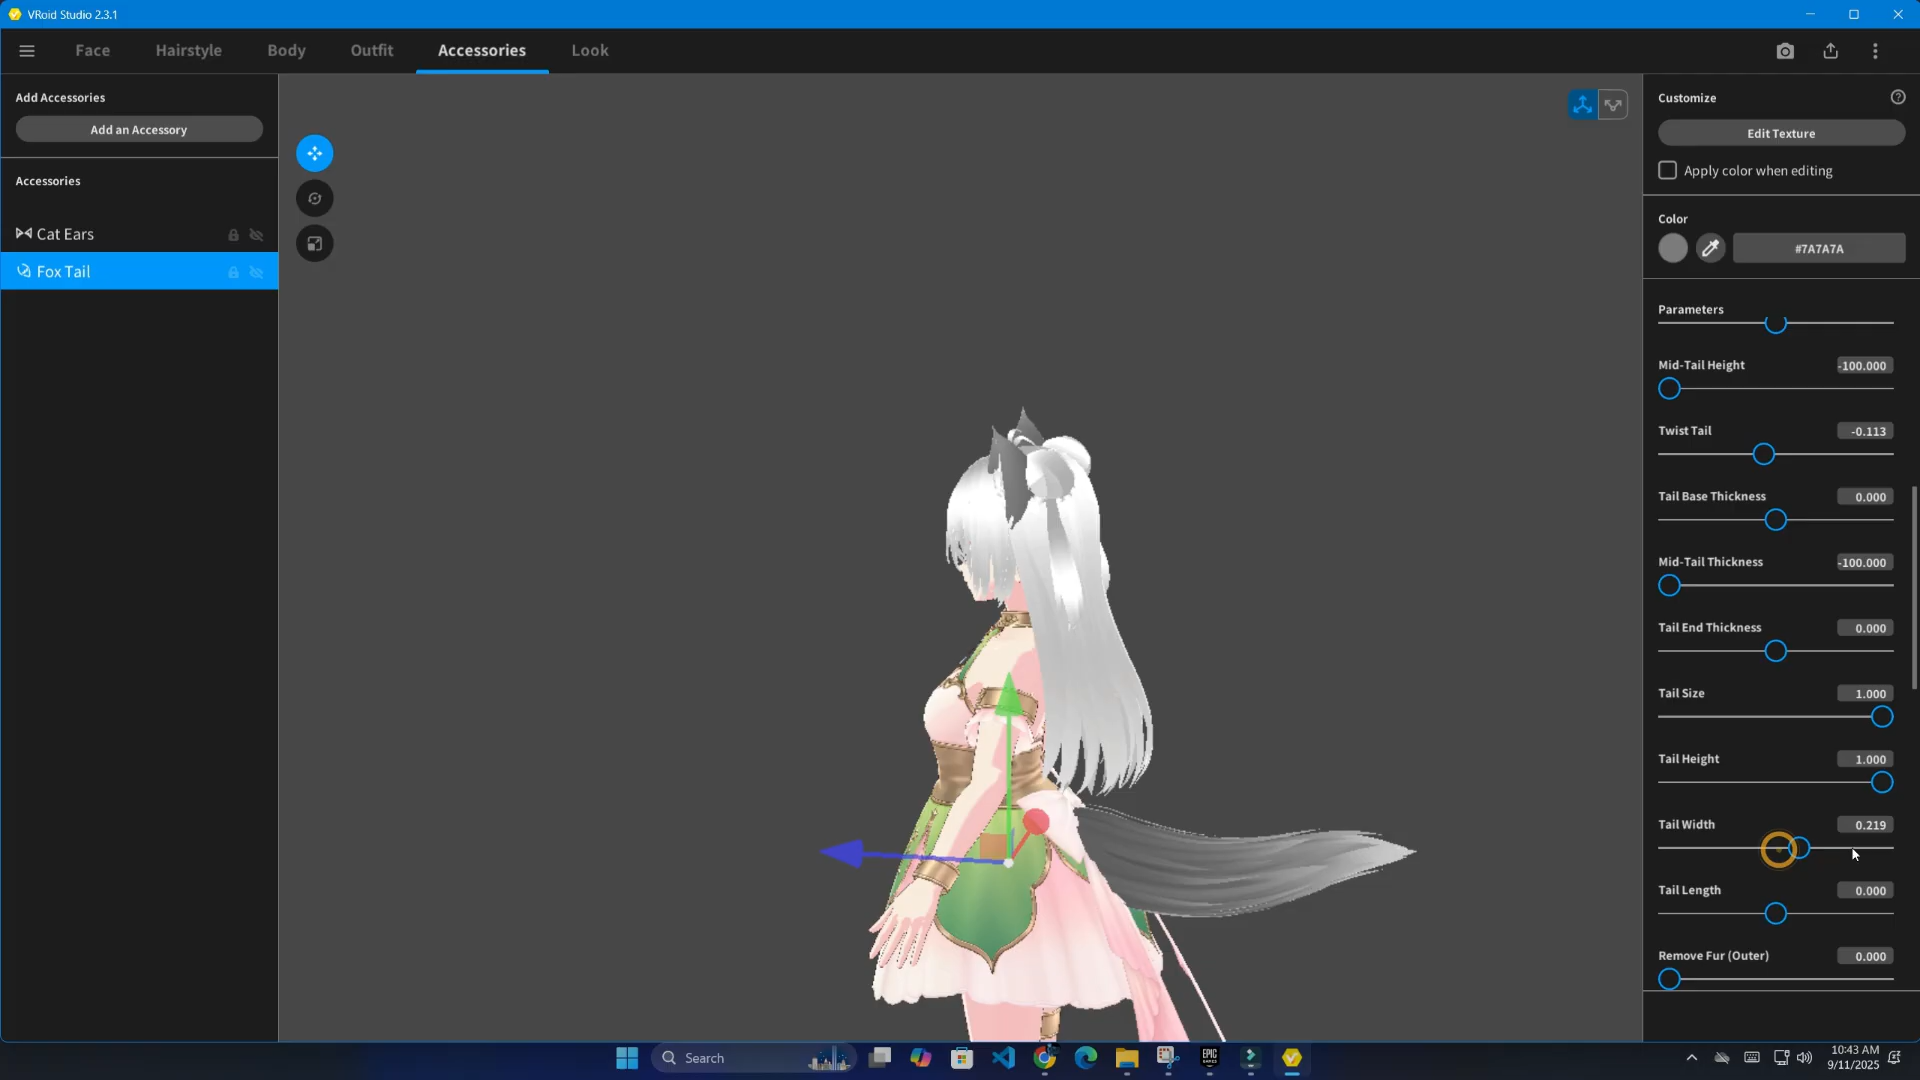 VRoid Studio 2.3.1
Face
Hairstyle
Body
Outfit
Accessories
Look
Add Accessories
Add an Accessory
Accessories
Cat Ears
Fox Tail
Customize
Edit Texture
Apply color when editing
Color
#7A7A7A
Parameters
Mid-Tail Height -100.000
Twist Tail -0.113
Tail Base Thickness 0.000
Mid-Tail Thickness -100.000
Tail End Thickness 0.000
Tail Size 1.000
Tail Height 1.000
Tail Width 0.219
Tail Length 0.000
Remove Fur (Outer) 0.000
Search
EPIC
GAMES
10:43 AM
9/11/2025